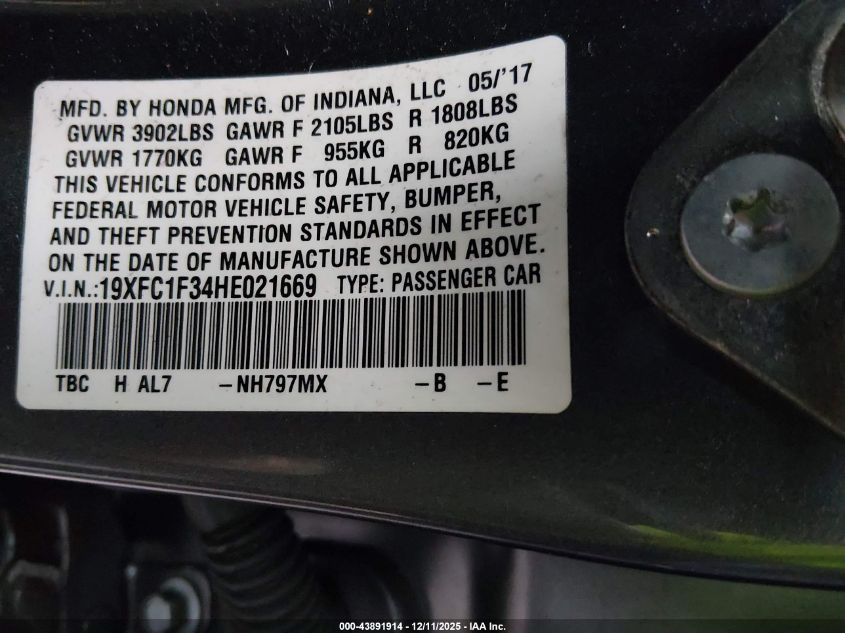 MFD. BY HONDA MFG. OF INDIANA, LLC 05/'17
GVWR 3902LBS GAWR F 2105LBS R 1808LBS
GVWR 1770KG GAWR F 955KG R 820KG
THIS VEHICLE CONFORMS TO ALL APPLICABLE
FEDERAL MOTOR VEHICLE SAFETY, BUMPER,
AND THEFT PREVENTION STANDARDS IN EFFECT
ON THE DATE OF MANUFACTURE SHOWN ABOVE.
V.I.N.:19XFC1F34HE021669 TYPE: PASSENGER CAR
TBC H AL7 -NH797MX -B -E
000-43891914 - 12/11/2025 - IAA Inc.